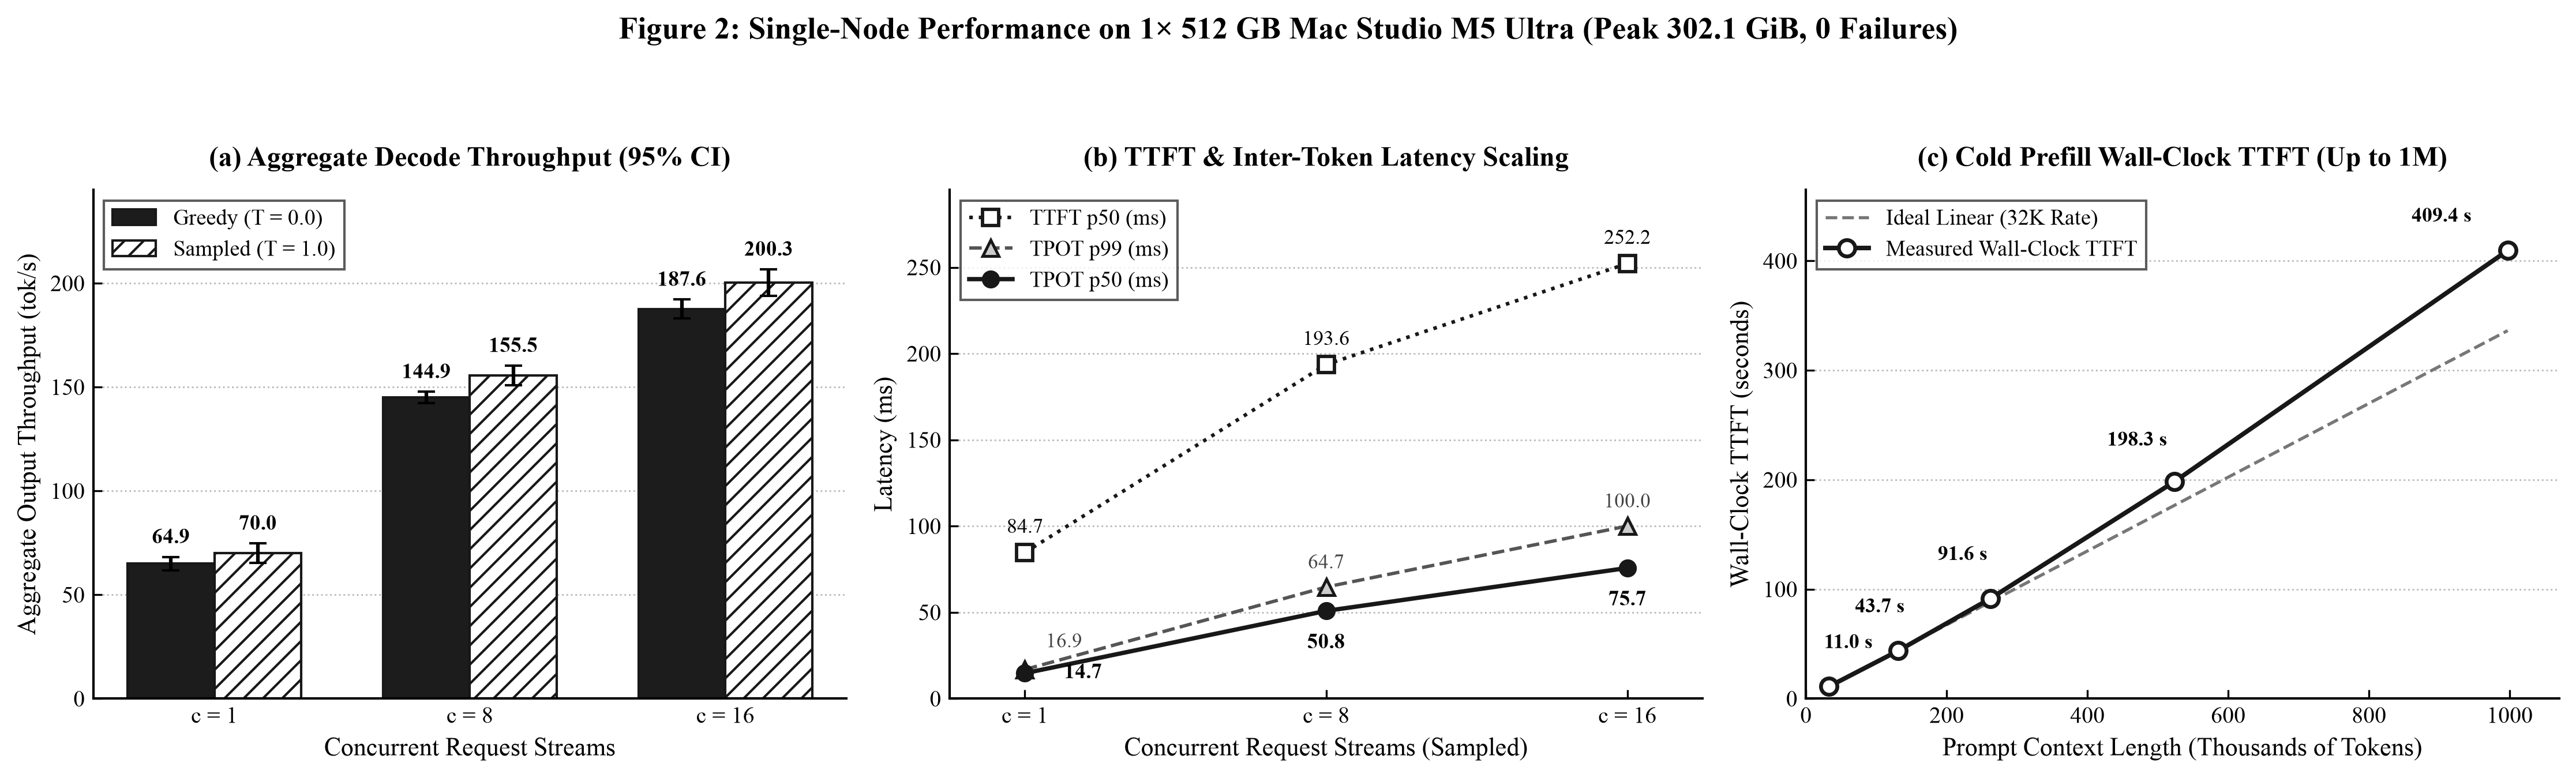 Figure 2: Single-Node Performance on 1× 512 GB Mac Studio M5 Ultra (Peak 302.1 GiB, 0 Failures)
(a) Aggregate Decode Throughput (95% CI)
Greedy (T = 0.0)
Sampled (T = 1.0)
Aggregate Output Throughput (tok/s)
200
150
100
50
0
64.9
70.0
144.9
155.5
187.6
200.3
c = 1
c = 8
c = 16
Concurrent Request Streams
(b) TTFT & Inter-Token Latency Scaling
TTFT p50 (ms)
TPOT p99 (ms)
TPOT p50 (ms)
Latency (ms)
250
200
150
100
50
0
84.7
193.6
252.2
16.9
64.7
100.0
14.7
50.8
75.7
c = 1
c = 8
c = 16
Concurrent Request Streams (Sampled)
(c) Cold Prefill Wall-Clock TTFT (Up to 1M)
Ideal Linear (32K Rate)
Measured Wall-Clock TTFT
Wall-Clock TTFT (seconds)
400
300
200
100
0
11.0 s
43.7 s
91.6 s
198.3 s
409.4 s
0
200
400
600
800
1000
Prompt Context Length (Thousands of Tokens)